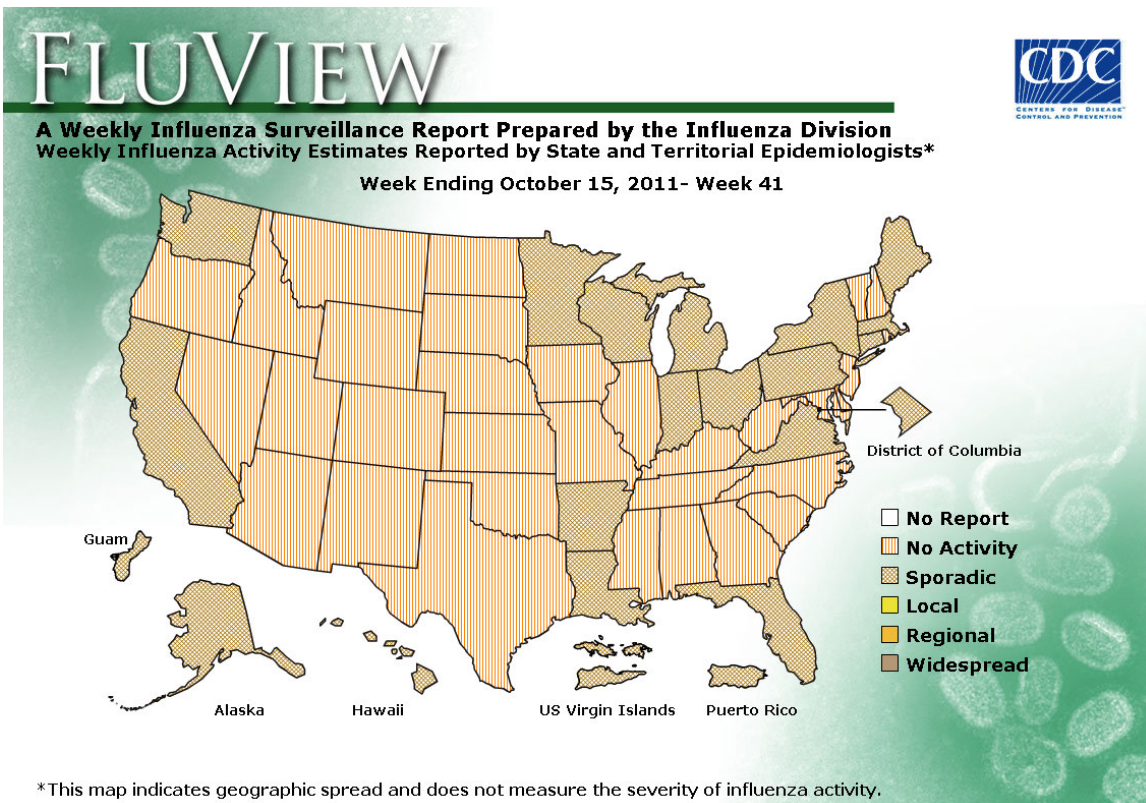 FLUVIEW
CDC
CENTERS FOR DISEASE™
CONTROL AND PREVENTION
A Weekly Influenza Surveillance Report Prepared by the Influenza Division
Weekly Influenza Activity Estimates Reported by State and Territorial Epidemiologists*
Week Ending October 15, 2011- Week 41
District of Columbia
Guam
No Report
No Activity
Sporadic
Local
Regional
Widespread
Alaska
Hawaii
US Virgin Islands
Puerto Rico
*This map indicates geographic spread and does not measure the severity of influenza activity.